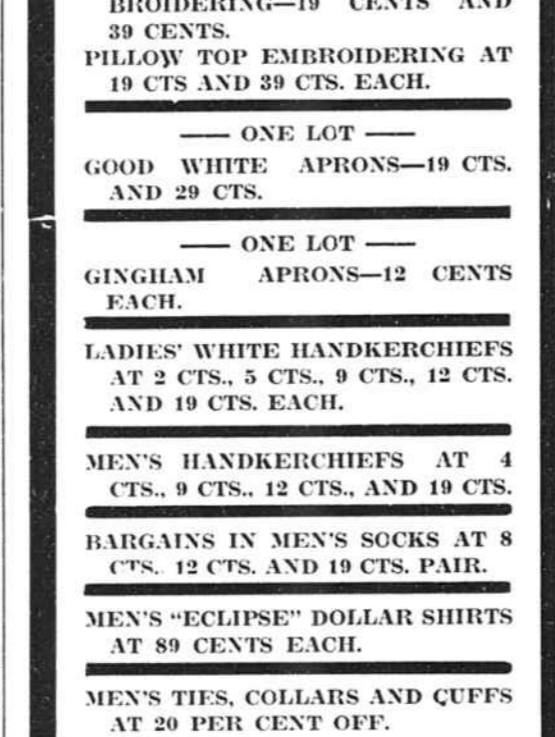 BROIDERING—19 CENTS AND
39 CENTS.
PILLOW TOP EMBROIDERING AT
19 CTS AND 39 CTS. EACH.
—— ONE LOT ——
GOOD WHITE APRONS—19 CTS.
AND 29 CTS.
—— ONE LOT ——
GINGHAM APRONS—12 CENTS
EACH.
LADIES' WHITE HANDKERCHIEFS
AT 2 CTS., 5 CTS., 9 CTS., 12 CTS.
AND 19 CTS. EACH.
MEN'S HANDKERCHIEFS AT 4
CTS., 9 CTS., 12 CTS., AND 19 CTS.
BARGAINS IN MEN'S SOCKS AT 8
CTS. 12 CTS. AND 19 CTS. PAIR.
MEN'S “ECLIPSE” DOLLAR SHIRTS
AT 89 CENTS EACH.
MEN'S TIES, COLLARS AND CUFFS
AT 20 PER CENT OFF.